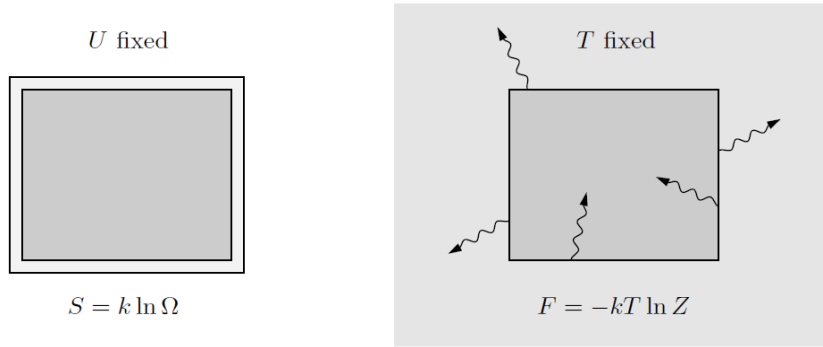 U fixed
T fixed
S = k ln Ω
F = −kT ln Z